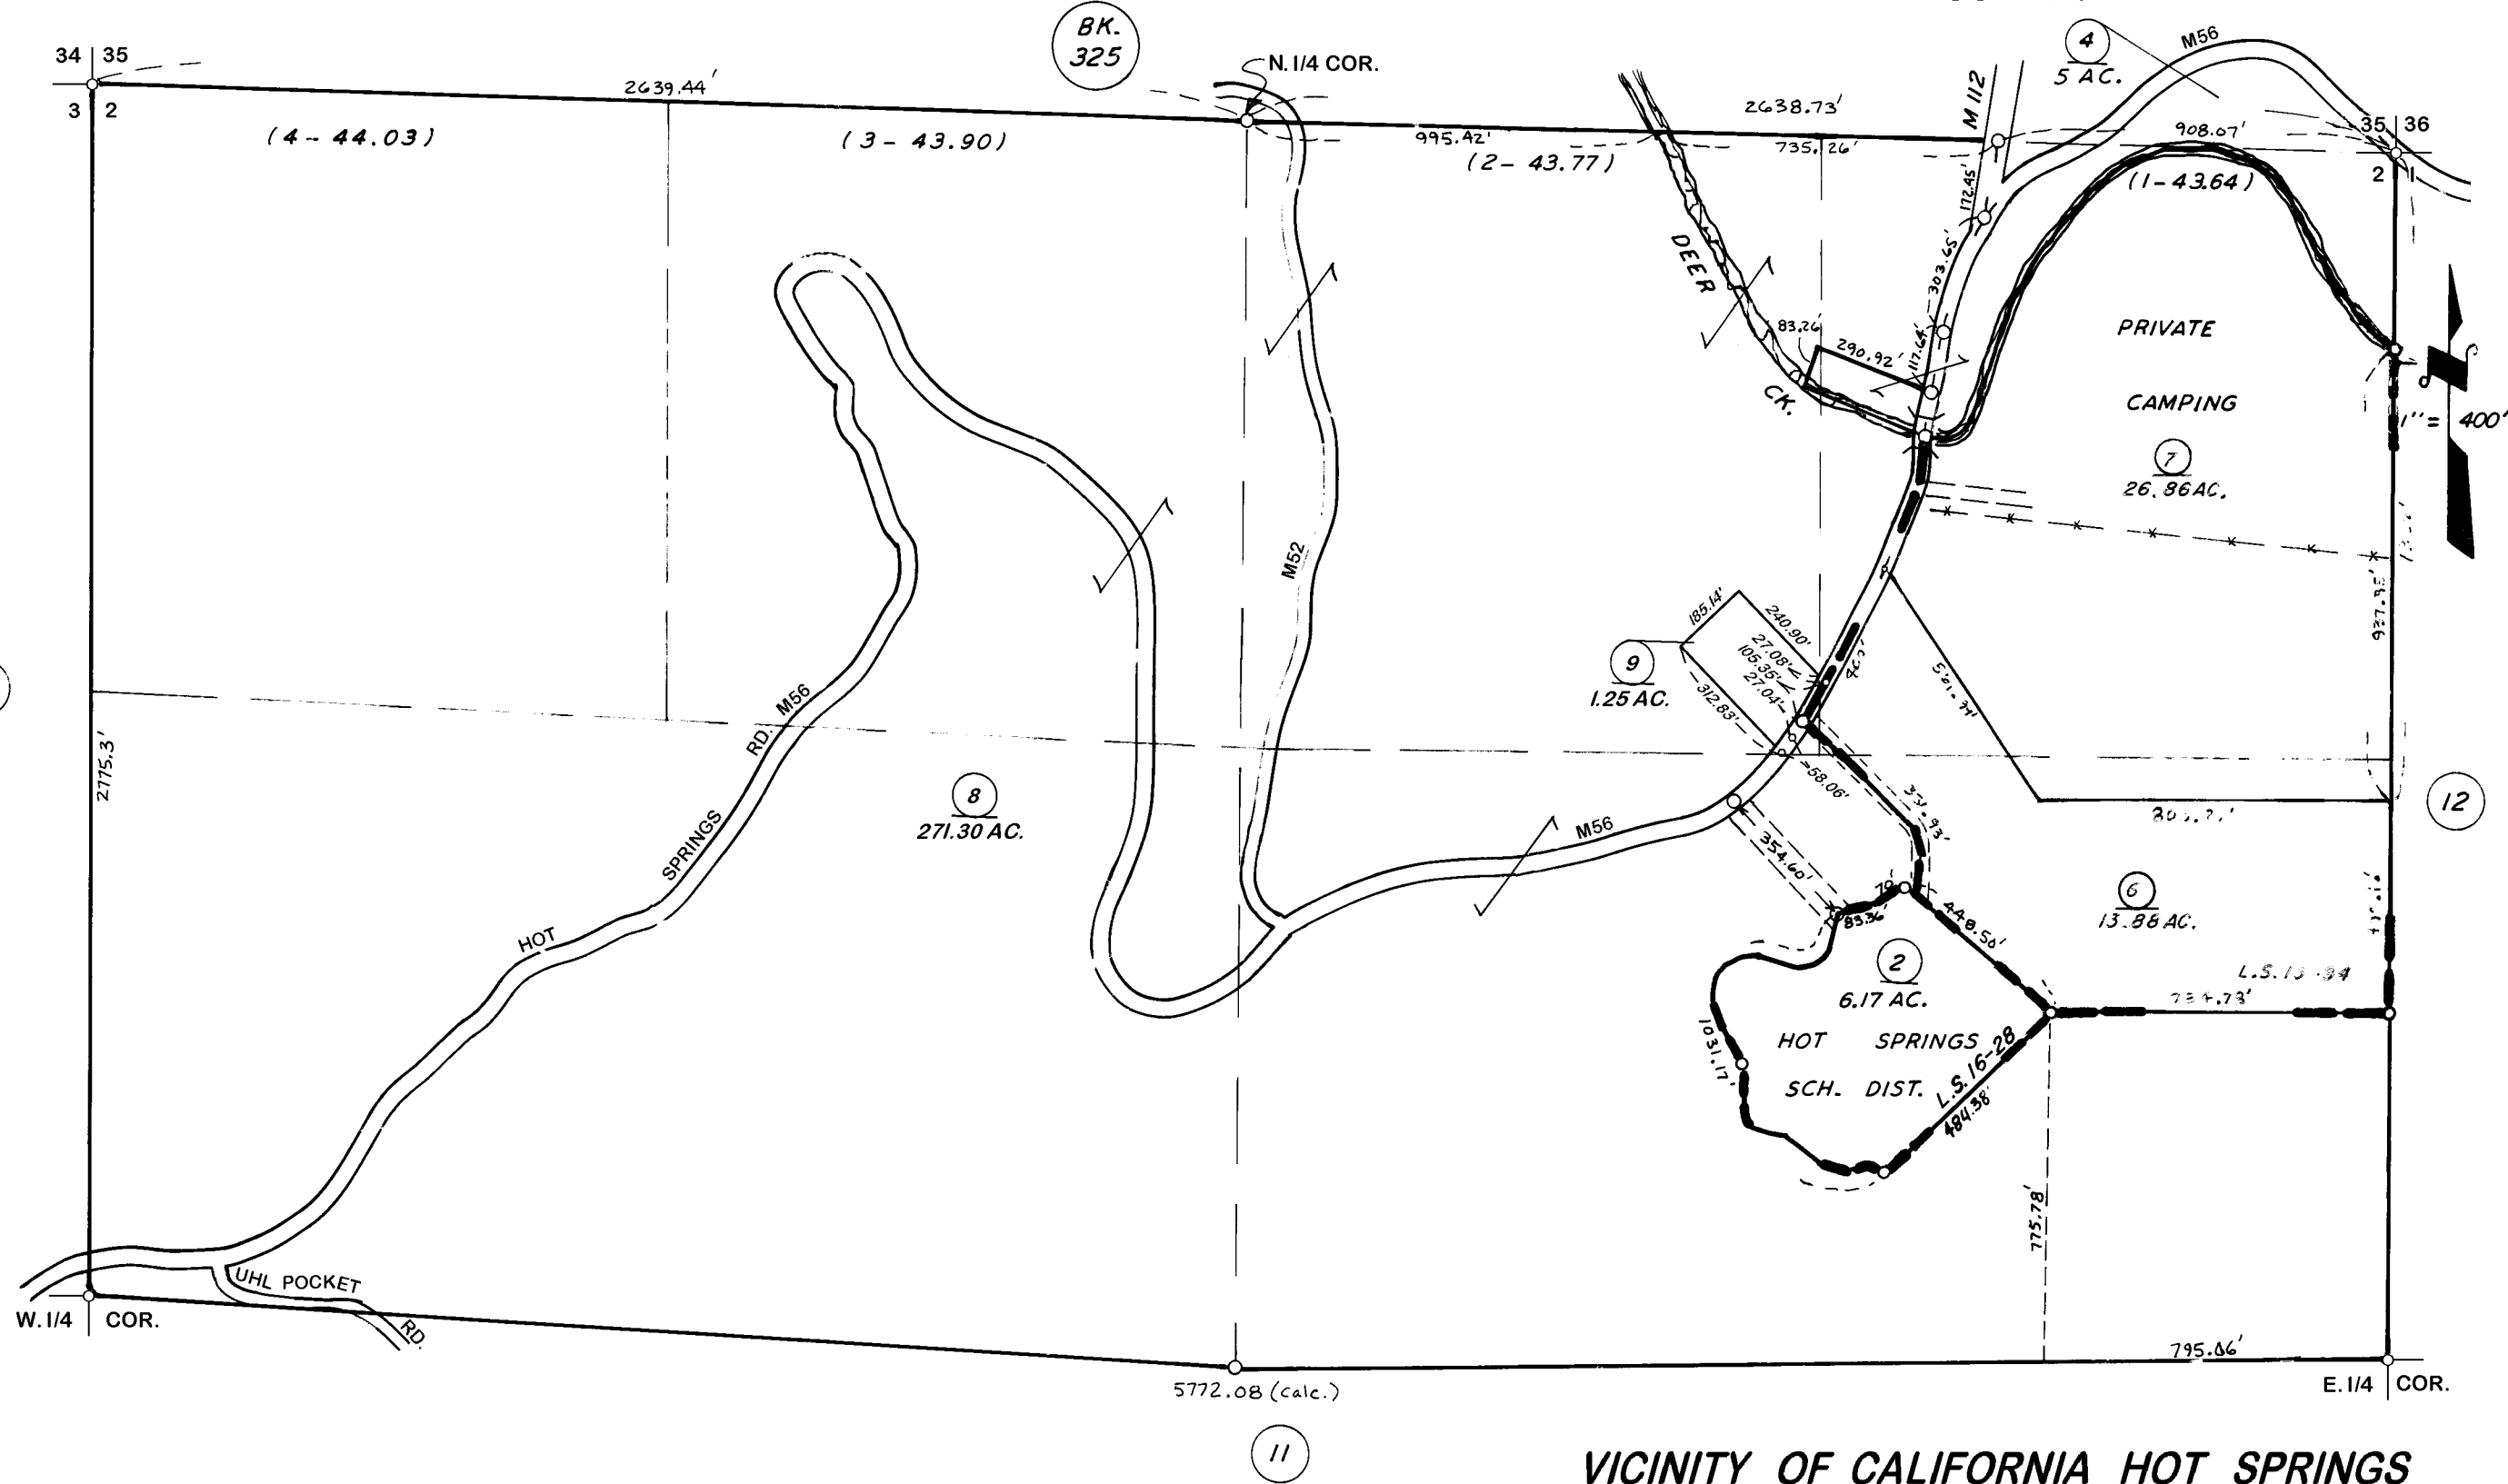 BK.
325
4
5 AC.
M56
34 35
3 2
N. 1/4 COR.
2639.44'
2638.73'
M 112
995.42'
735.26'
908.07'
35 36
2 1
(4 - 44.03)
(3 - 43.90)
(2 - 43.77)
(1 - 43.64)
172.45'
303.65'
117.64'
DEER
CK.
83.26'
290.92'
PRIVATE
CAMPING
7
26.86 AC.
1" = 400'
M52
185.14'
240.90'
27.08'
105.35'
27.04'
312.83'
9
1.25 AC.
58.06'
12
2775.3'
8
271.30 AC.
HOT SPRINGS RD. M56
M56
354.60'
79'
83.36
448.50'
6
13.88 AC.
2
6.17 AC.
HOT SPRINGS
SCH. DIST.
1031.17'
L.S. 16-28
484.38'
775.78'
795.06'
UHL POCKET RD.
W. 1/4 COR.
E. 1/4 COR.
5772.08 (calc.)
11
VICINITY OF CALIFORNIA HOT SPRINGS